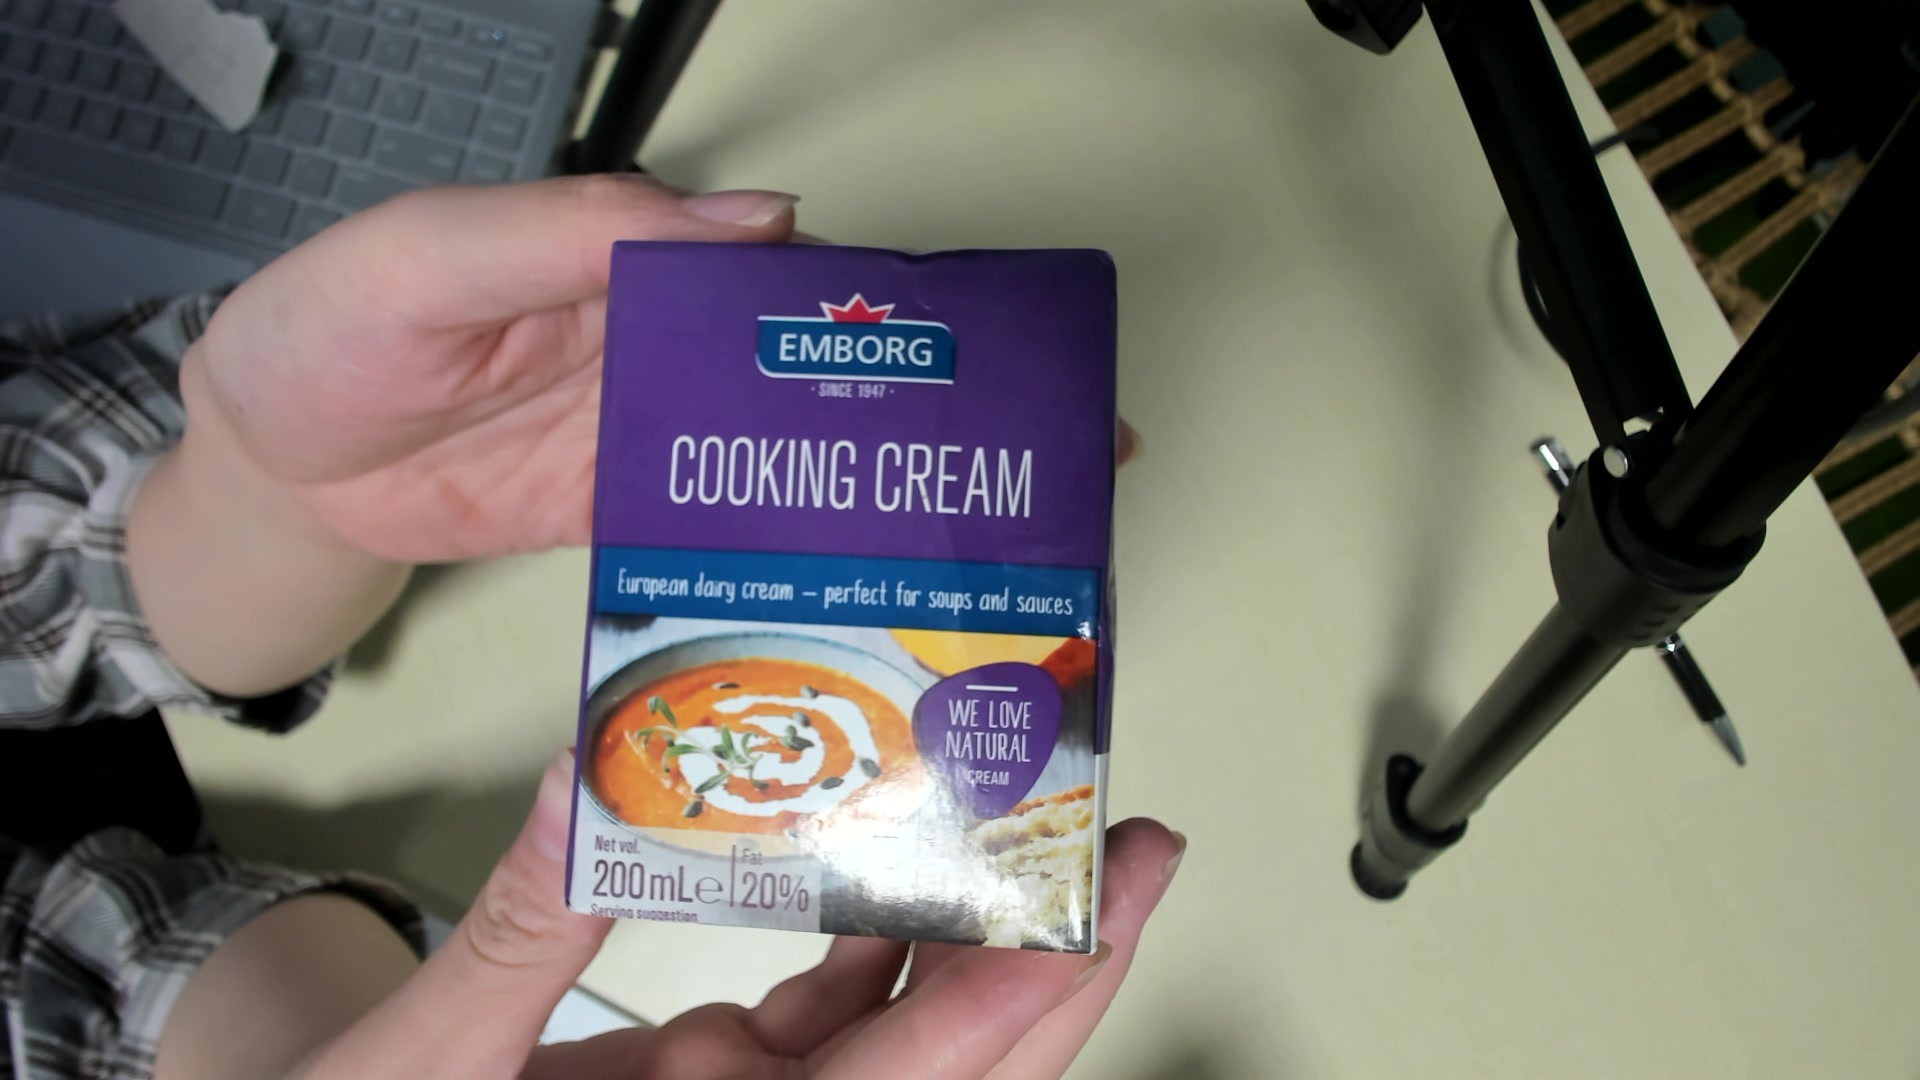 EMBORG
· SINCE 1947 ·
COOKING CREAM
European dairy cream – perfect for soups and sauces
WE LOVE
NATURAL
CREAM
Net vol.
200mL℮
Fat
20%
Serving suggestion